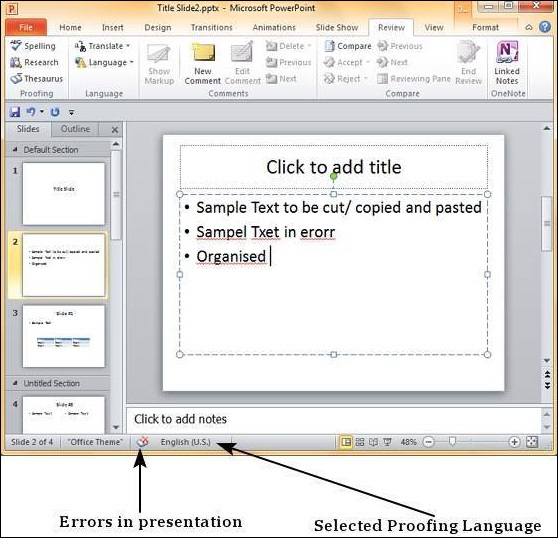 Title Slide2.pptx - Microsoft PowerPoint
File Home Insert Design Transitions Animations Slide Show Review View Format
Spelling Translate Delete Compare Previous
Research Language Previous Accept Next
Thesaurus Show Markup New Comment Edit Comment Next Reject Reviewing Pane End Review Linked Notes
Proofing Language Comments Compare OneNote
Slides Outline
Default Section
1
Title Slide
2
Sample Text to be cut/ copied and pasted
Sampel Txet in erorr
Organised
3
Slide #1
Sample Text
Untitled Section
4
Sample Text1 Sample Text2
Click to add title
• Sample Text to be cut/ copied and pasted
• Sampel Txet in erorr
• Organised
Click to add notes
Slide 2 of 4 "Office Theme" English (U.S.) 48%
Errors in presentation
Selected Proofing Language